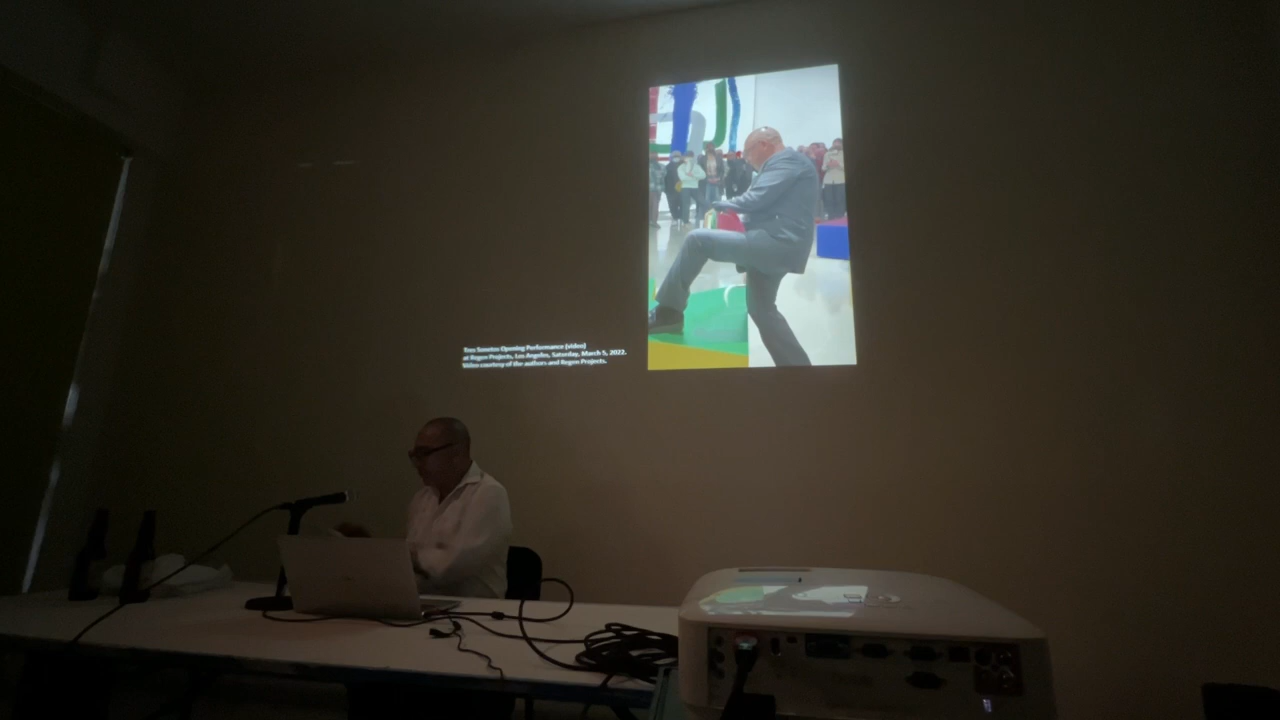 Tres Sonetos Opening Performance (video)
at Regen Projects, Los Angeles, Saturday, March 5, 2022.
Video courtesy of the authors and Regen Projects.